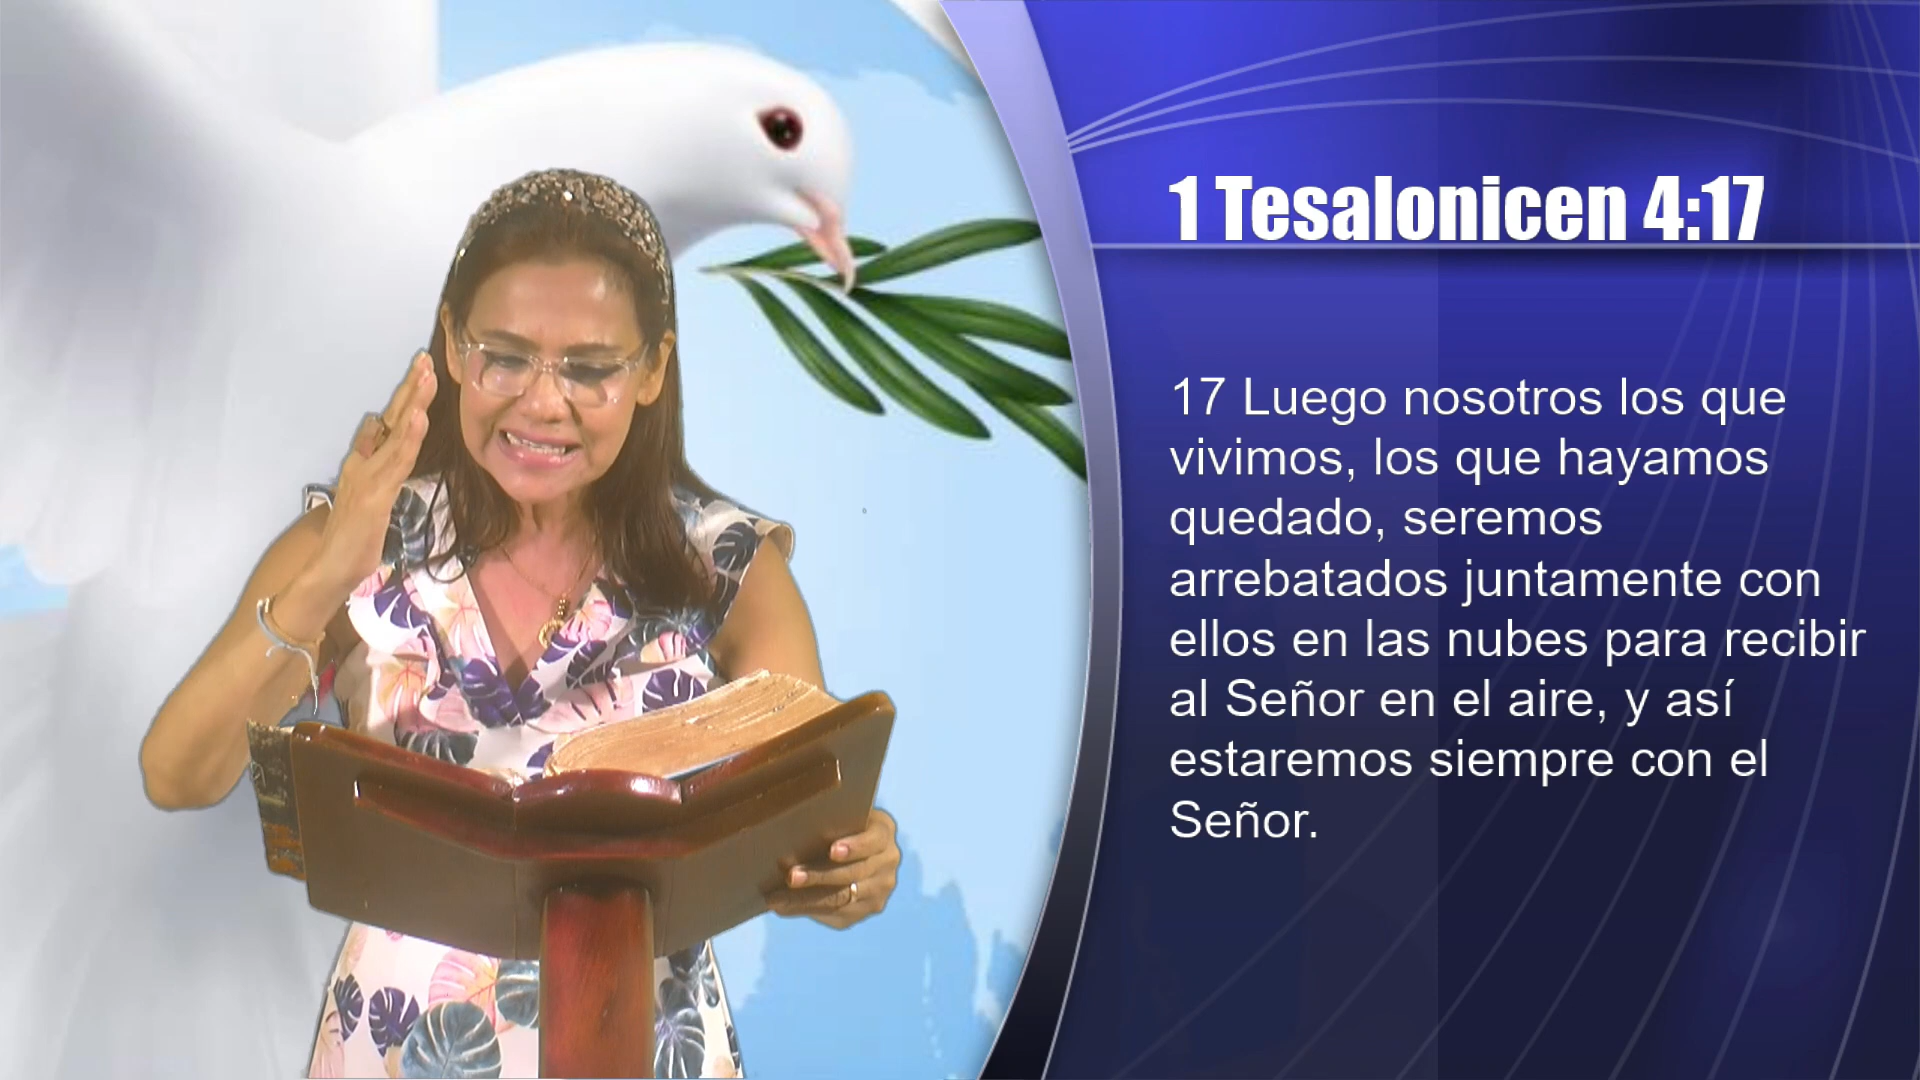 1 Tesalonicen 4:17
17 Luego nosotros los que
vivimos, los que hayamos
quedado, seremos
arrebatados juntamente con
ellos en las nubes para recibir
al Señor en el aire, y así
estaremos siempre con el
Señor.